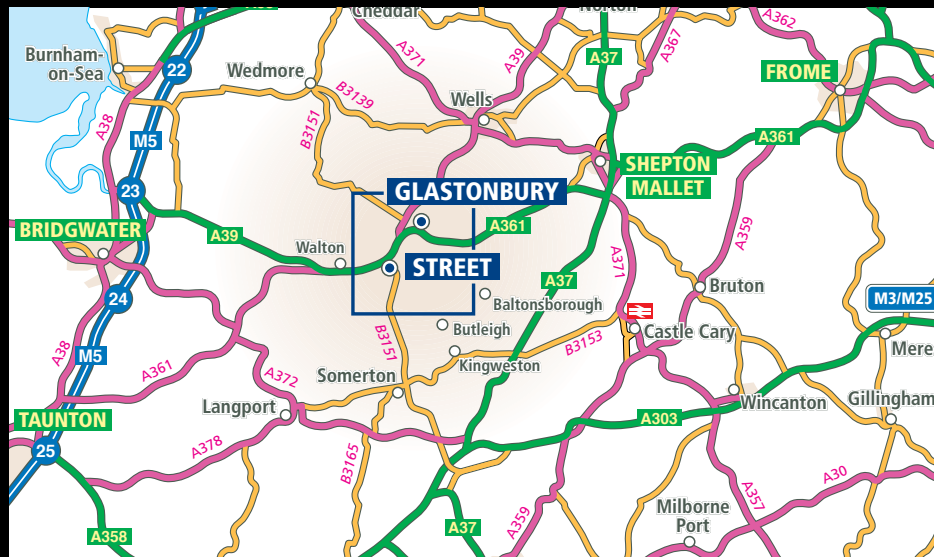 Cheddar
Norton
A362
A371
A39
A37
A367
Burnham-
on-Sea
22
Wedmore
FROME
B3139
Wells
A38
B3151
M5
A361
SHEPTON
MALLET
23
GLASTONBURY
BRIDGWATER
A39
A361
A359
Walton
STREET
A371
A37
24
Bruton
Baltonsborough
M3/M25
Butleigh
Castle Cary
B3151
B3153
Mere
A38
M5
Kingweston
A361
A372
Somerton
Langport
Wincanton
Gillingham
TAUNTON
A303
25
A378
B3165
A30
A357
Milborne
Port
A359
A37
A358